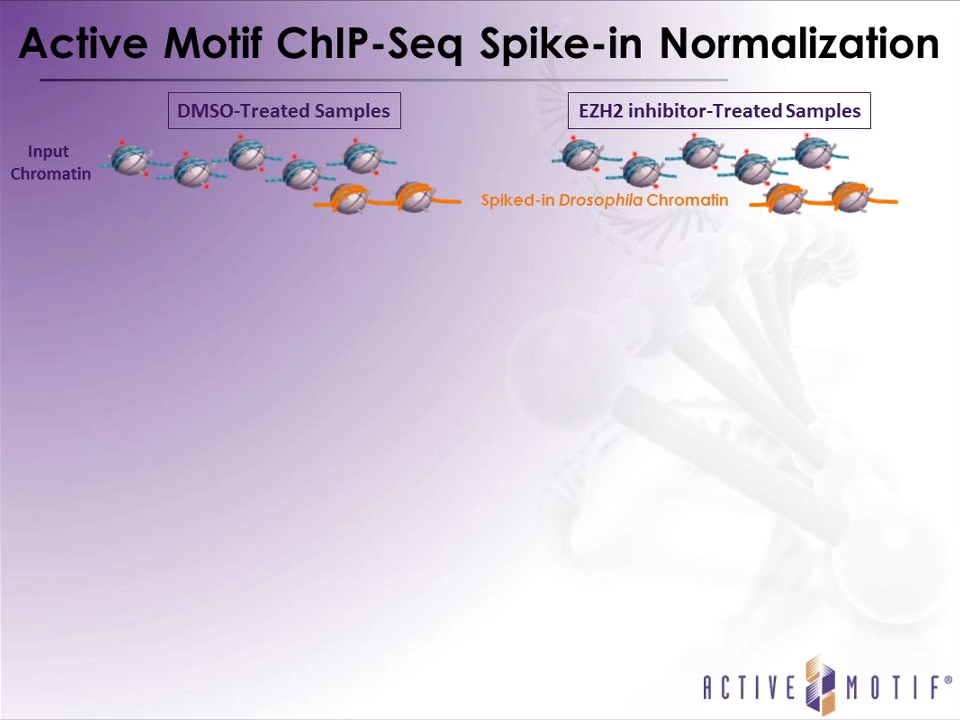 Active Motif ChIP-Seq Spike-in Normalization
DMSO-Treated Samples
EZH2 inhibitor-Treated Samples
Input
Chromatin
Spiked-in Drosophila Chromatin
ACTIVE MOTIF®